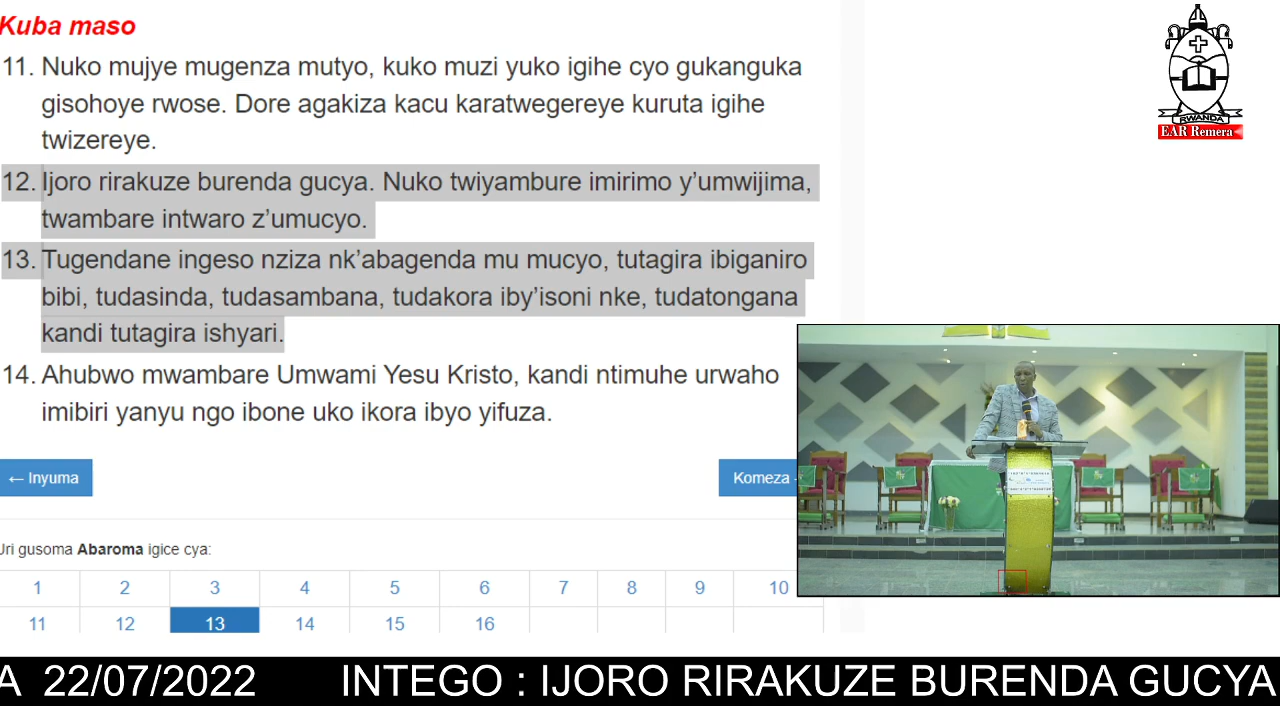 Kuba maso
11. Nuko mujye mugenza mutyo, kuko muzi yuko igihe cyo gukanguka
gisohoye rwose. Dore agakiza kacu karatwegereye kuruta igihe
twizereye.
12. Ijoro rirakuze burenda gucya. Nuko twiyambure imirimo y’umwijima,
twambare intwaro z’umucyo.
13. Tugendane ingeso nziza nk’abagenda mu mucyo, tutagira ibiganiro
bibi, tudasinda, tudasambana, tudakora iby’isoni nke, tudatongana
kandi tutagira ishyari.
14. Ahubwo mwambare Umwami Yesu Kristo, kandi ntimuhe urwaho
imibiri yanyu ngo ibone uko ikora ibyo yifuza.
← Inyuma
Komeza
Uri gusoma Abaroma igice cya:
1 2 3 4 5 6 7 8 9 10
11 12 13 14 15 16
RWANDA
EAR Remera
A 22/07/2022 INTEGO : IJORO RIRAKUZE BURENDA GUCYA